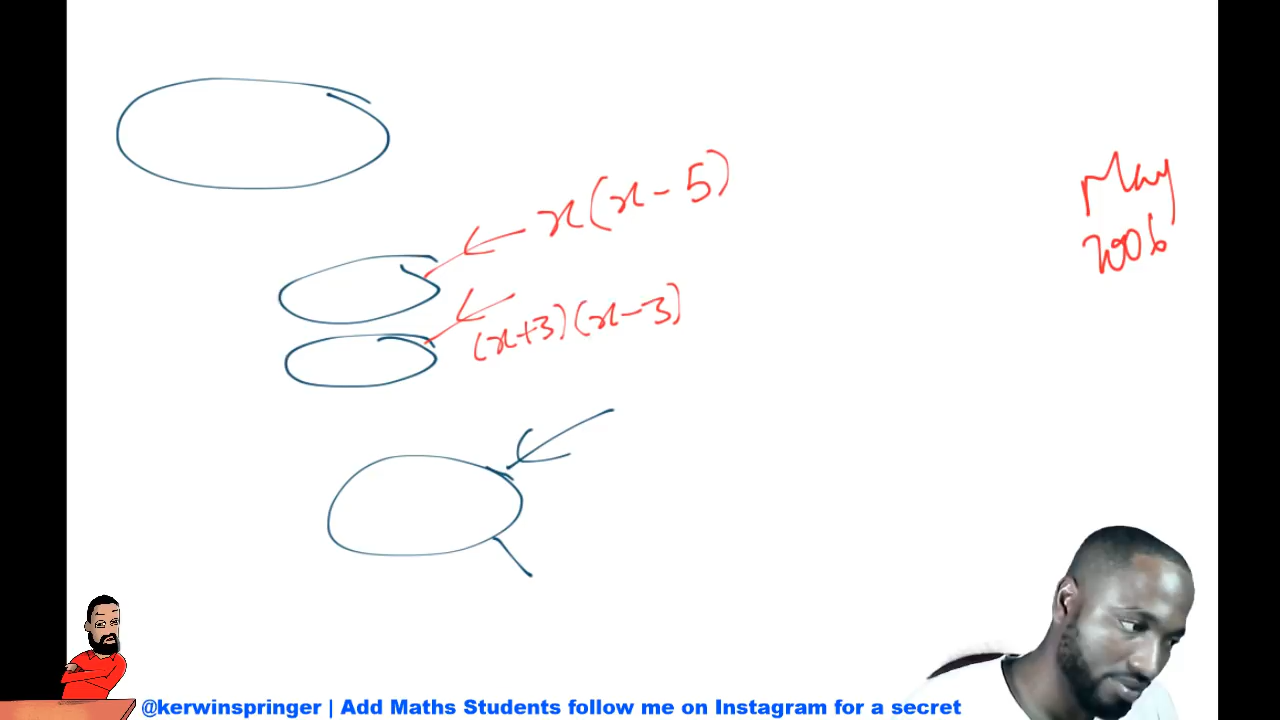 x(x-5)
(x+3)(x-3)
May
2006
@kerwinspringer | Add Maths Students follow me on Instagram for a secret